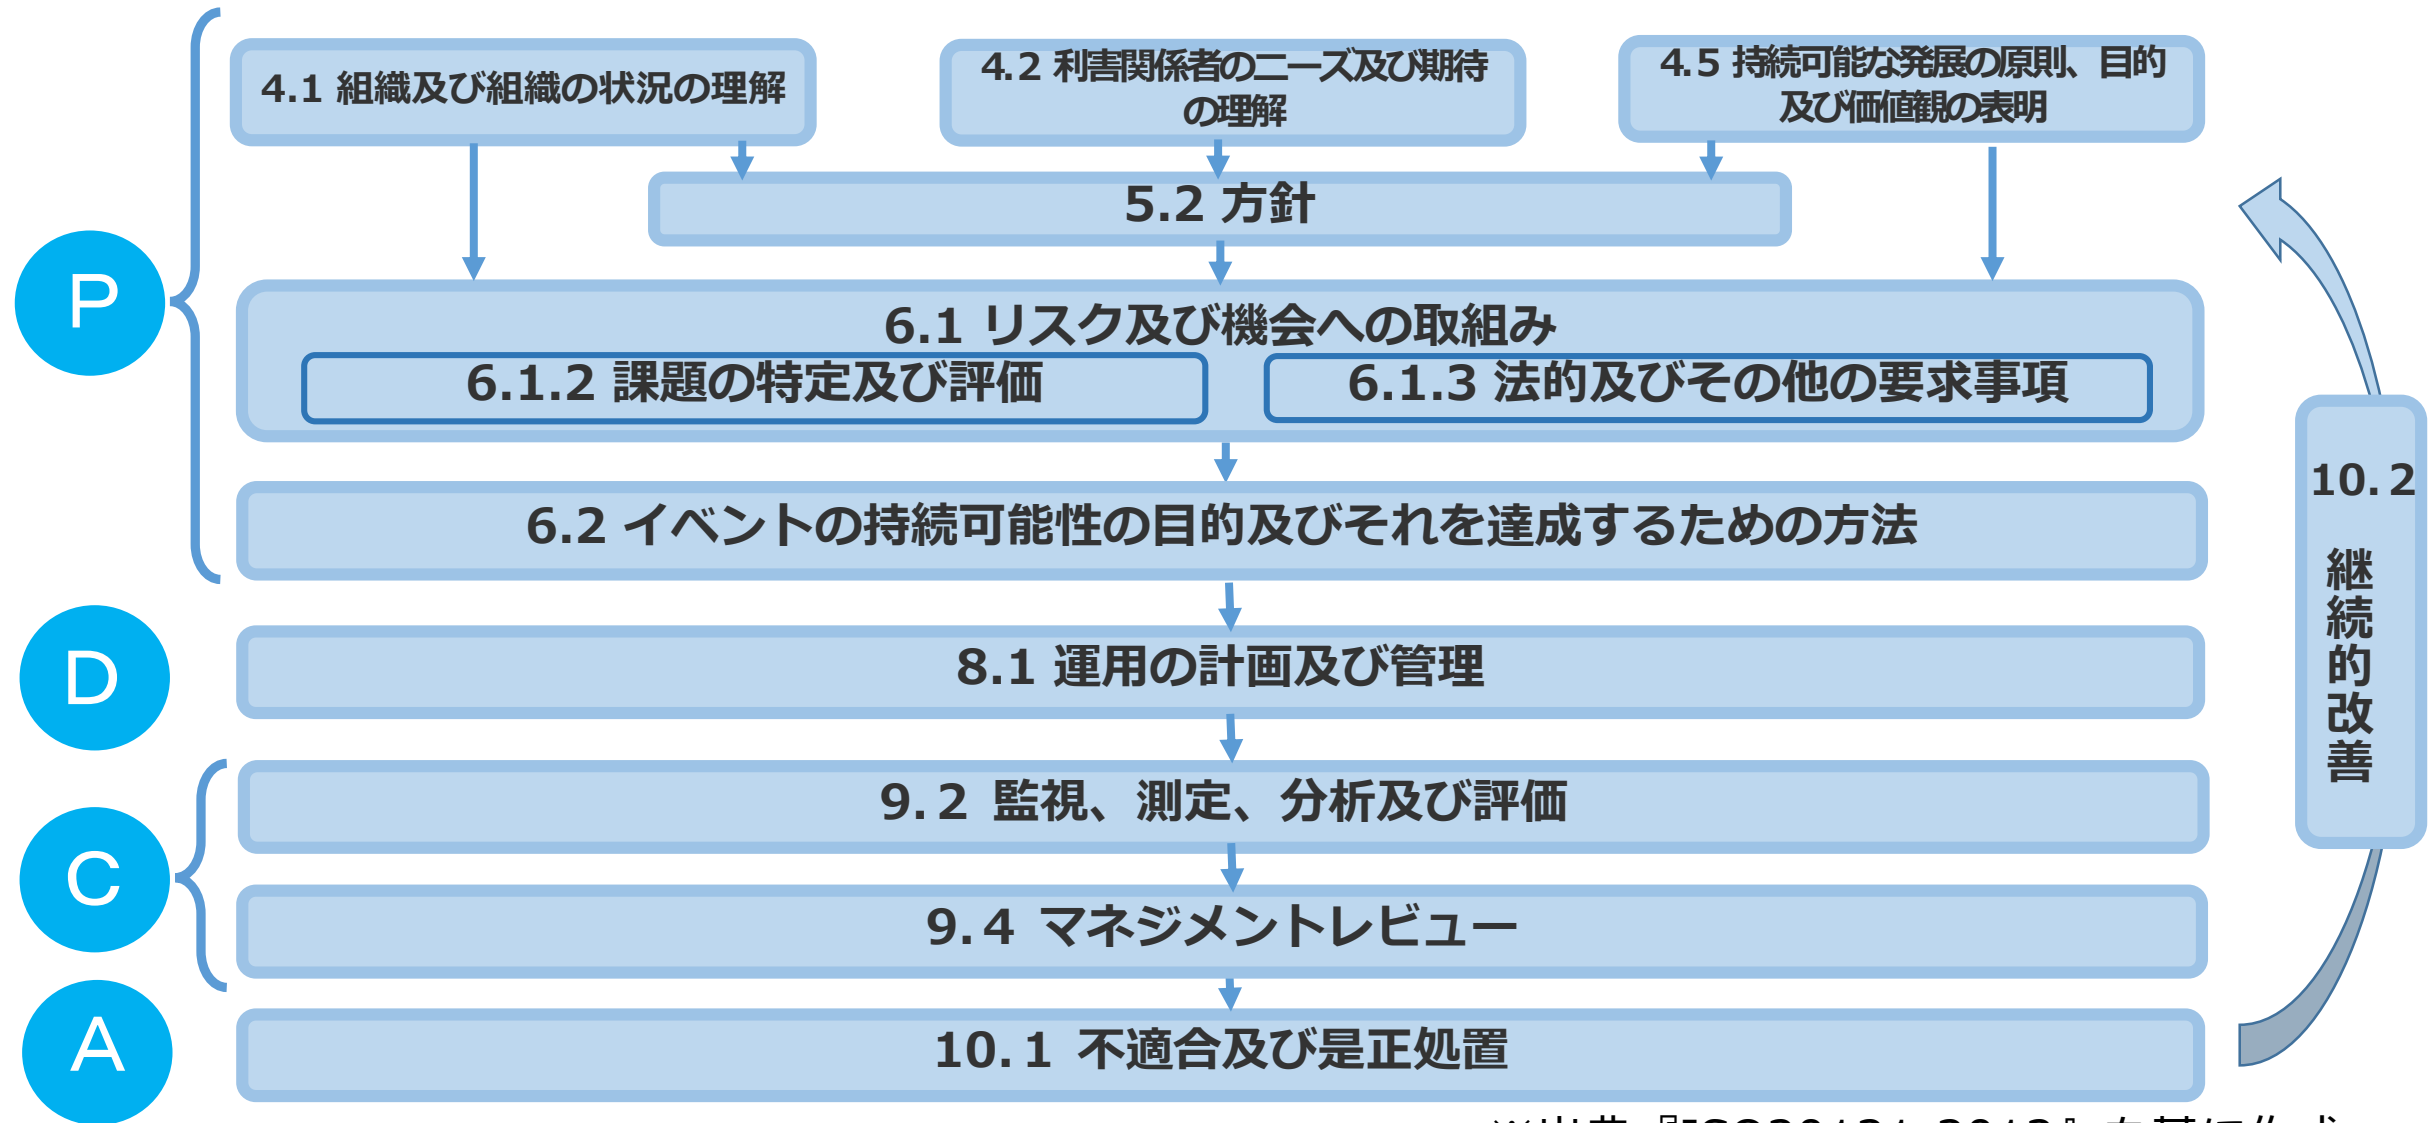 4.1 組織及び組織の状況の理解
4.2 利害関係者のニーズ及び期待
の理解
4.5 持続可能な発展の原則、目的
及び価値観の表明
5.2 方針
P
6.1 リスク及び機会への取組み
6.1.2 課題の特定及び評価
6.1.3 法的及びその他の要求事項
6.2 イベントの持続可能性の目的及びそれを達成するための方法
10.2
継続的改善
D
8.1 運用の計画及び管理
C
9.2 監視、測定、分析及び評価
9.4 マネジメントレビュー
A
10.1 不適合及び是正処置